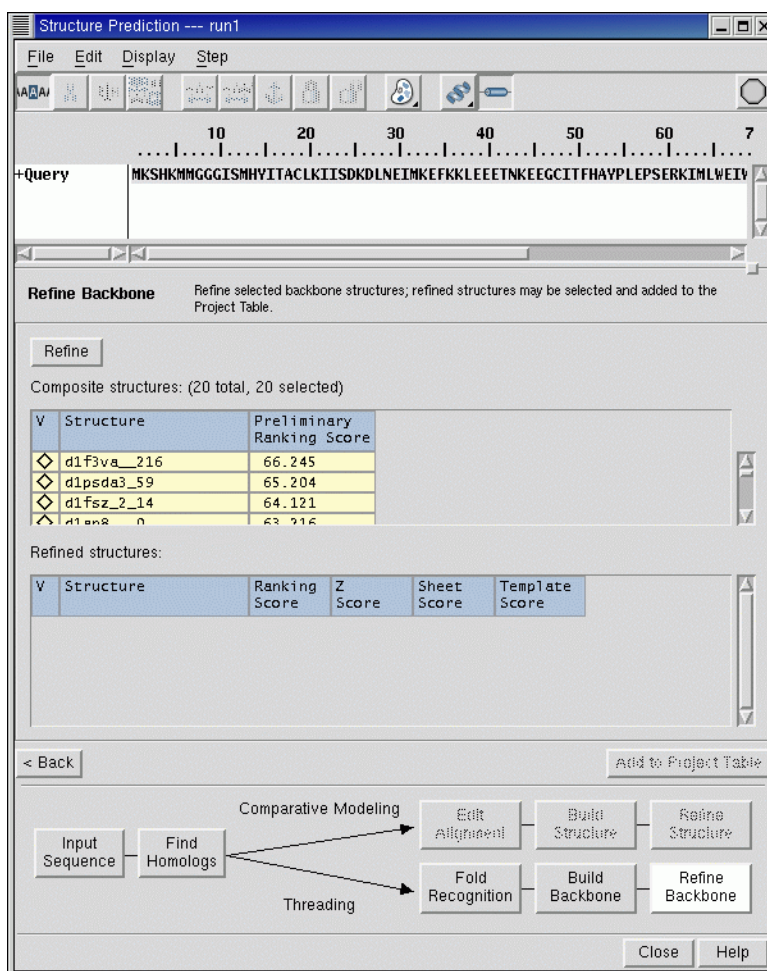 Structure Prediction --- run1
File Edit Display Step
10 20 30 40 50 60 7
+Query MKSHKMMGGGISMHYITACLKIISDKDLNEIMKEFKKLEEETNKEEGCITFHAYPLEPSERKIMLWEIV
Refine Backbone Refine selected backbone structures; refined structures may be selected and added to the
Project Table.
Refine
Composite structures: (20 total, 20 selected)
V Structure Preliminary
Ranking Score
d1f3va__216 66.245
d1psda3_59 65.204
d1fsz_2_14 64.121
63.216
Refined structures:
V Structure Ranking Z Sheet Template
Score Score Score Score
< Back Add to Project Table
Comparative Modeling Edit Build Refine
Alignment Structure Structure
Input Find
Sequence Homologs
Fold Build Refine
Recognition Backbone Backbone
Threading
Close Help